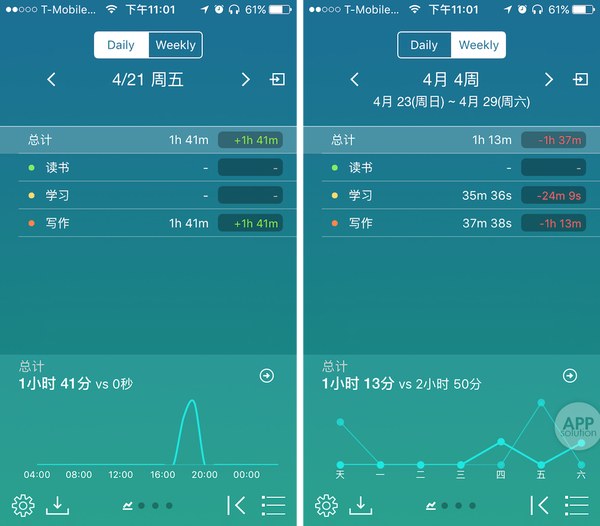 T-Mobile... 下午11:01 61%
Daily Weekly
4/21 周五
总计 1h 41m +1h 41m
读书 - -
学习 - -
写作 1h 41m +1h 41m
总计
1小时 41分 vs 0秒
04:00 08:00 12:00 16:00 20:00 00:00
T-Mobile... 下午11:01 61%
Daily Weekly
4月 4周
4月 23(周日) ~ 4月 29(周六)
总计 1h 13m -1h 37m
读书 - -
学习 35m 36s -24m 9s
写作 37m 38s -1h 13m
总计
1小时 13分 vs 2小时 50分
天 一 二 三 四 五 六
APP
solution